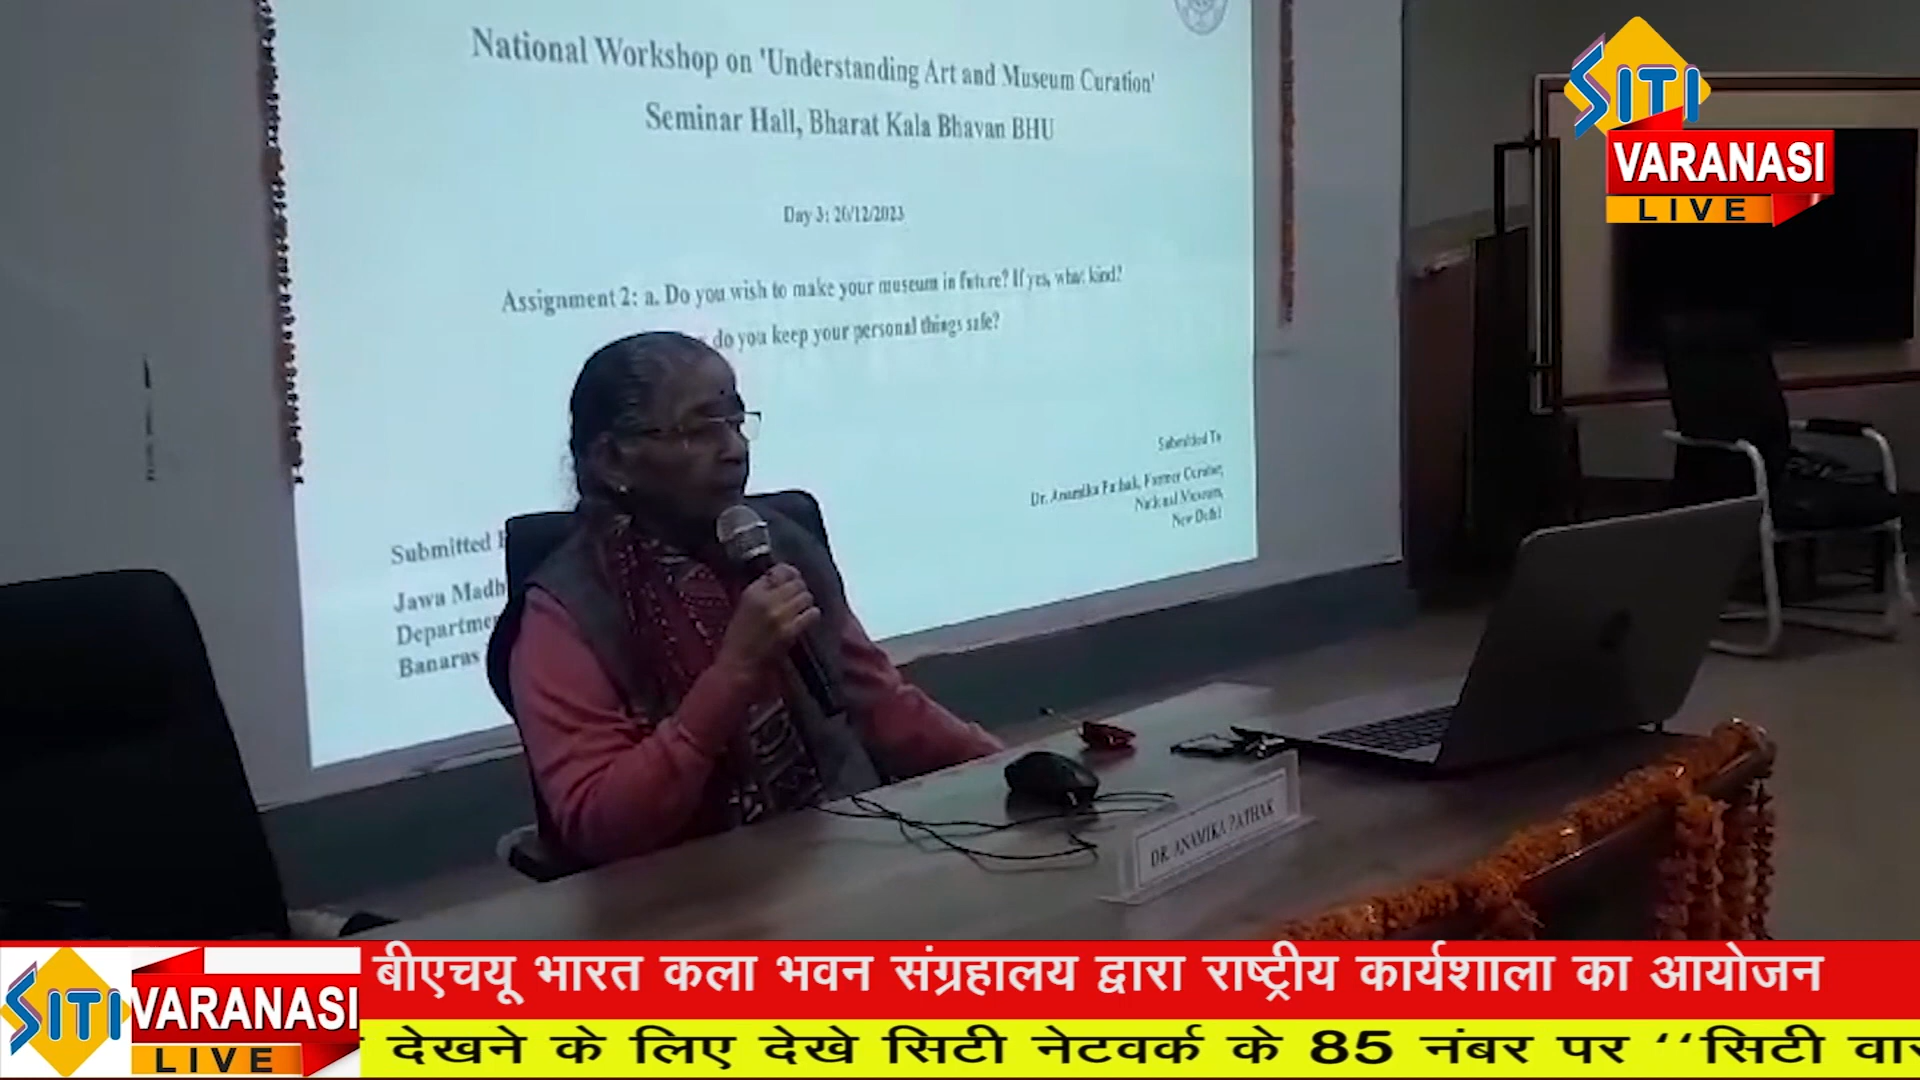 National Workshop on 'Understanding Art and Museum Curation'
Seminar Hall, Bharat Kala Bhavan BHU
Day 3: 26/12/2023
Assignment 2: a. Do you wish to make your museum in future? If yes, what kind?
do you keep your personal things safe?
Submitted To
Dr. Anamika Pathak, Former Curator,
National Museum,
New Delhi
Submitted
Jawa Madh
Departme
Banaras
DR. ANAMIKA PATHAK
SITI
VARANASI
LIVE
बीएचयू भारत कला भवन संग्रहालय द्वारा राष्ट्रीय कार्यशाला का आयोजन
SITI
VARANASI
LIVE
देखने के लिए देखे सिटी नेटवर्क के 85 नंबर पर ‘‘सिटी वार